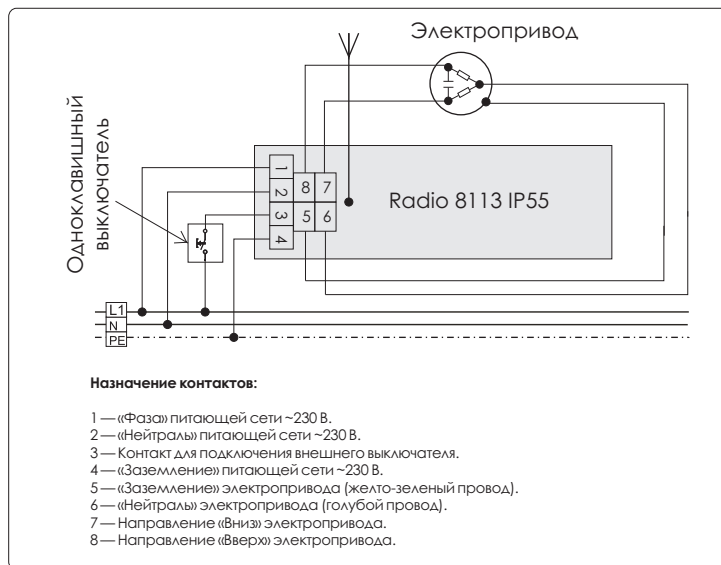 Электропривод
Одноклавишный
выключатель
1
2
3
4
8 7
5 6
Radio 8113 IP55
L1
N
PE
Назначение контактов:
1 — «Фаза» питающей сети ~230 В.
2 — «Нейтраль» питающей сети ~230 В.
3 — Контакт для подключения внешнего выключателя.
4 — «Заземление» питающей сети ~230 В.
5 — «Заземление» электропривода (желто-зеленый провод).
6 — «Нейтраль» электропривода (голубой провод).
7 — Направление «Вниз» электропривода.
8 — Направление «Вверх» электропривода.